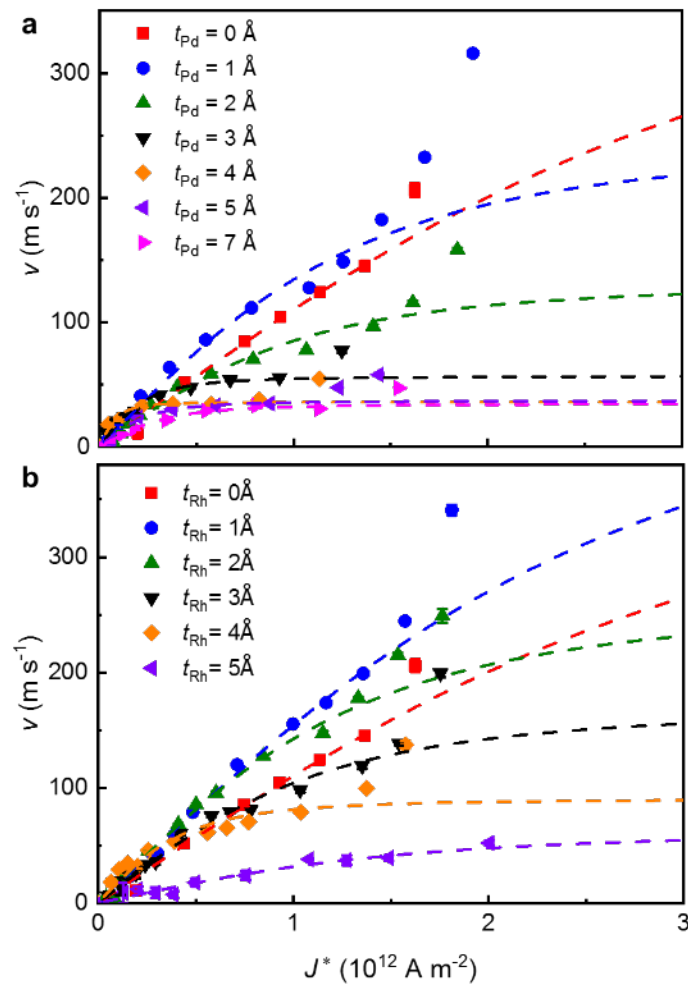 a
t_Pd = 0 Å
t_Pd = 1 Å
t_Pd = 2 Å
t_Pd = 3 Å
t_Pd = 4 Å
t_Pd = 5 Å
t_Pd = 7 Å
300
200
100
0
v (m s⁻¹)
b
t_Rh = 0Å
t_Rh = 1Å
t_Rh = 2Å
t_Rh = 3Å
t_Rh = 4Å
t_Rh = 5Å
300
200
100
0
v (m s⁻¹)
0 1 2 3
J* (10¹² A m⁻²)